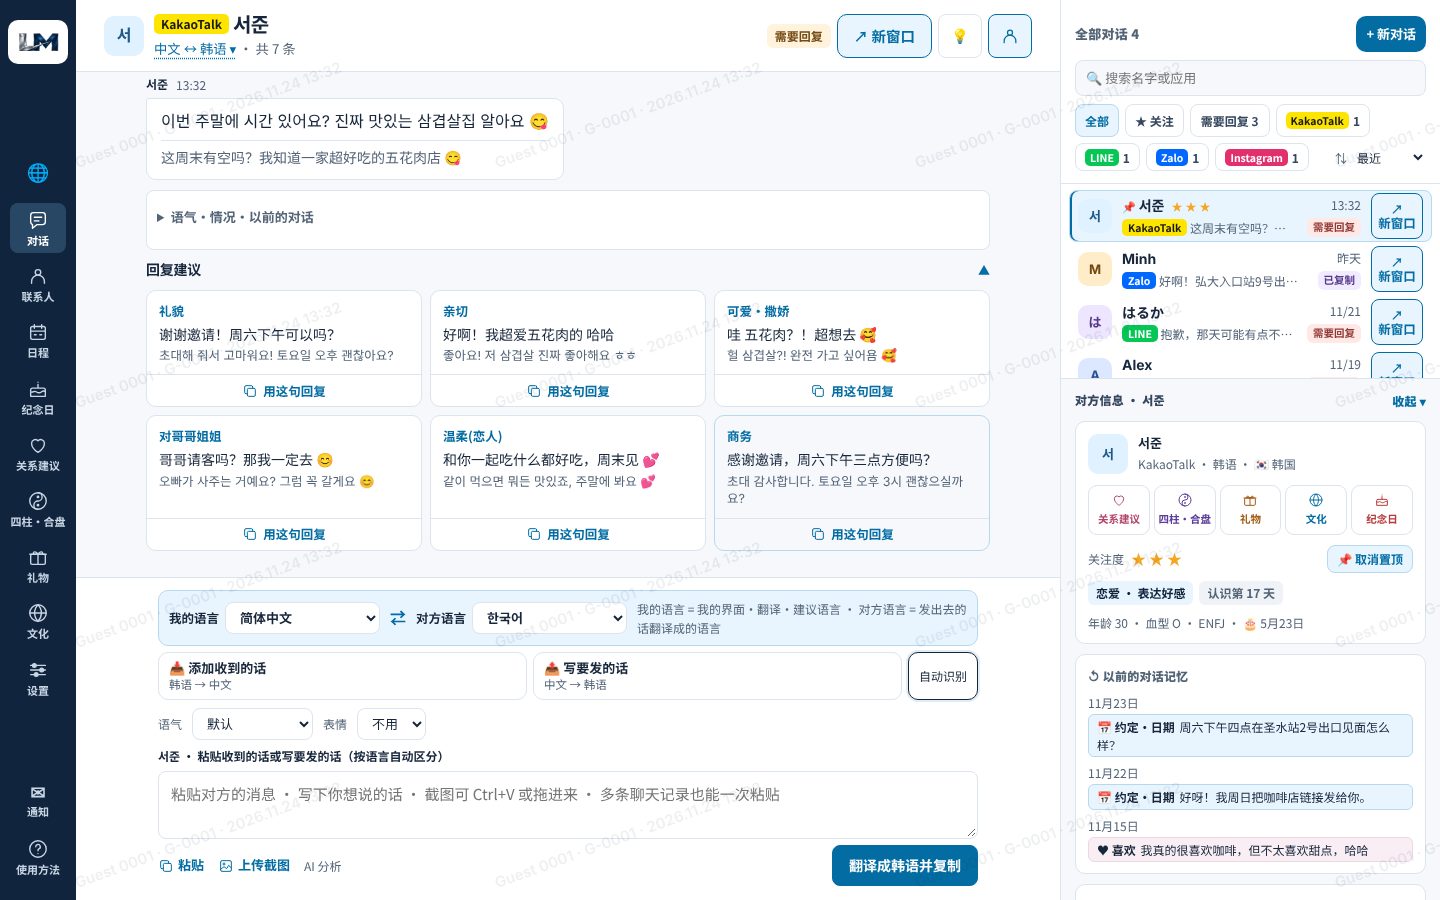 LM
🌐
对话
联系人
日程
纪念日
关系建议
四柱・合盘
礼物
文化
设置
通知
使用方法
서
KakaoTalk 서준
中文 ↔ 韩语 ▾ · 共 7 条
需要回复
↗ 新窗口
💡
서준 13:32
이번 주말에 시간 있어요? 진짜 맛있는 삼겹살집 알아요 😋
这周末有空吗？我知道一家超好吃的五花肉店 😋
▶ 语气・情况・以前的对话
回复建议 ▲
礼貌
谢谢邀请！周六下午可以吗？
초대해 줘서 고마워요! 토요일 오후 괜찮아요?
用这句回复
亲切
好啊！我超爱五花肉的 哈哈
좋아요! 저 삼겹살 진짜 좋아해요 ㅎㅎ
用这句回复
可爱・撒娇
哇 五花肉？！超想去 🥰
헐 삼겹살?! 완전 가고 싶어욤 🥰
用这句回复
对哥哥姐姐
哥哥请客吗？那我一定去 😊
오빠가 사주는 거예요? 그럼 꼭 갈게요 😊
用这句回复
温柔(恋人)
和你一起吃什么都好吃，周末见 💕
같이 먹으면 뭐든 맛있죠, 주말에 봐요 💕
用这句回复
商务
感谢邀请，周六下午三点方便吗？
초대 감사합니다. 토요일 오후 3시 괜찮으실까
요?
用这句回复
我的语言 简体中文 ⇄ 对方语言 한국어
我的语言 = 我的界面・翻译・建议语言 · 对方语言 = 发出去的
话翻译成的语言
📥 添加收到的话
韩语 → 中文
📤 写要发的话
中文 → 韩语
自动识别
语气 默认 表情 不用
서준 · 粘贴收到的话或写要发的话（按语言自动区分）
粘贴对方的消息 · 写下你想说的话 · 截图可 Ctrl+V 或拖进来 · 多条聊天记录也能一次粘贴
粘贴 上传截图 AI 分析
翻译成韩语并复制
全部对话 4
+ 新对话
🔍 搜索名字或应用
全部 ★ 关注 需要回复 3 KakaoTalk 1
LINE 1 Zalo 1 Instagram 1 ⇅ 最近
서
📌 서준 ★★★ 13:32
KakaoTalk 这周末有空吗？… 需要回复
↗
新窗口
M
Minh 昨天
Zalo 好啊！弘大入口站9号出… 已复制
↗
新窗口
は
はるか 11/21
LINE 抱歉，那天可能有点不… 需要回复
↗
新窗口
A
Alex 11/19
↗
对方信息 · 서준 收起 ▾
서
서준
KakaoTalk · 韩语 · 🇰🇷 韩国
关系建议
四柱・合盘
礼物
文化
纪念日
关注度 ★★★ 📌 取消置顶
恋爱 · 表达好感 认识第 17 天
年龄 30 · 血型 O · ENFJ · 🎂 5月23日
以前的对话记忆
11月23日
📅 约定・日期 周六下午四点在圣水站2号出口见面怎么
样？
11月22日
📅 约定・日期 好呀！我周日把咖啡店链接发给你。
11月15日
♥ 喜欢 我真的很喜欢咖啡，但不太喜欢甜点，哈哈
Guest 0001 · G-0001 · 2026.11.24 13:32